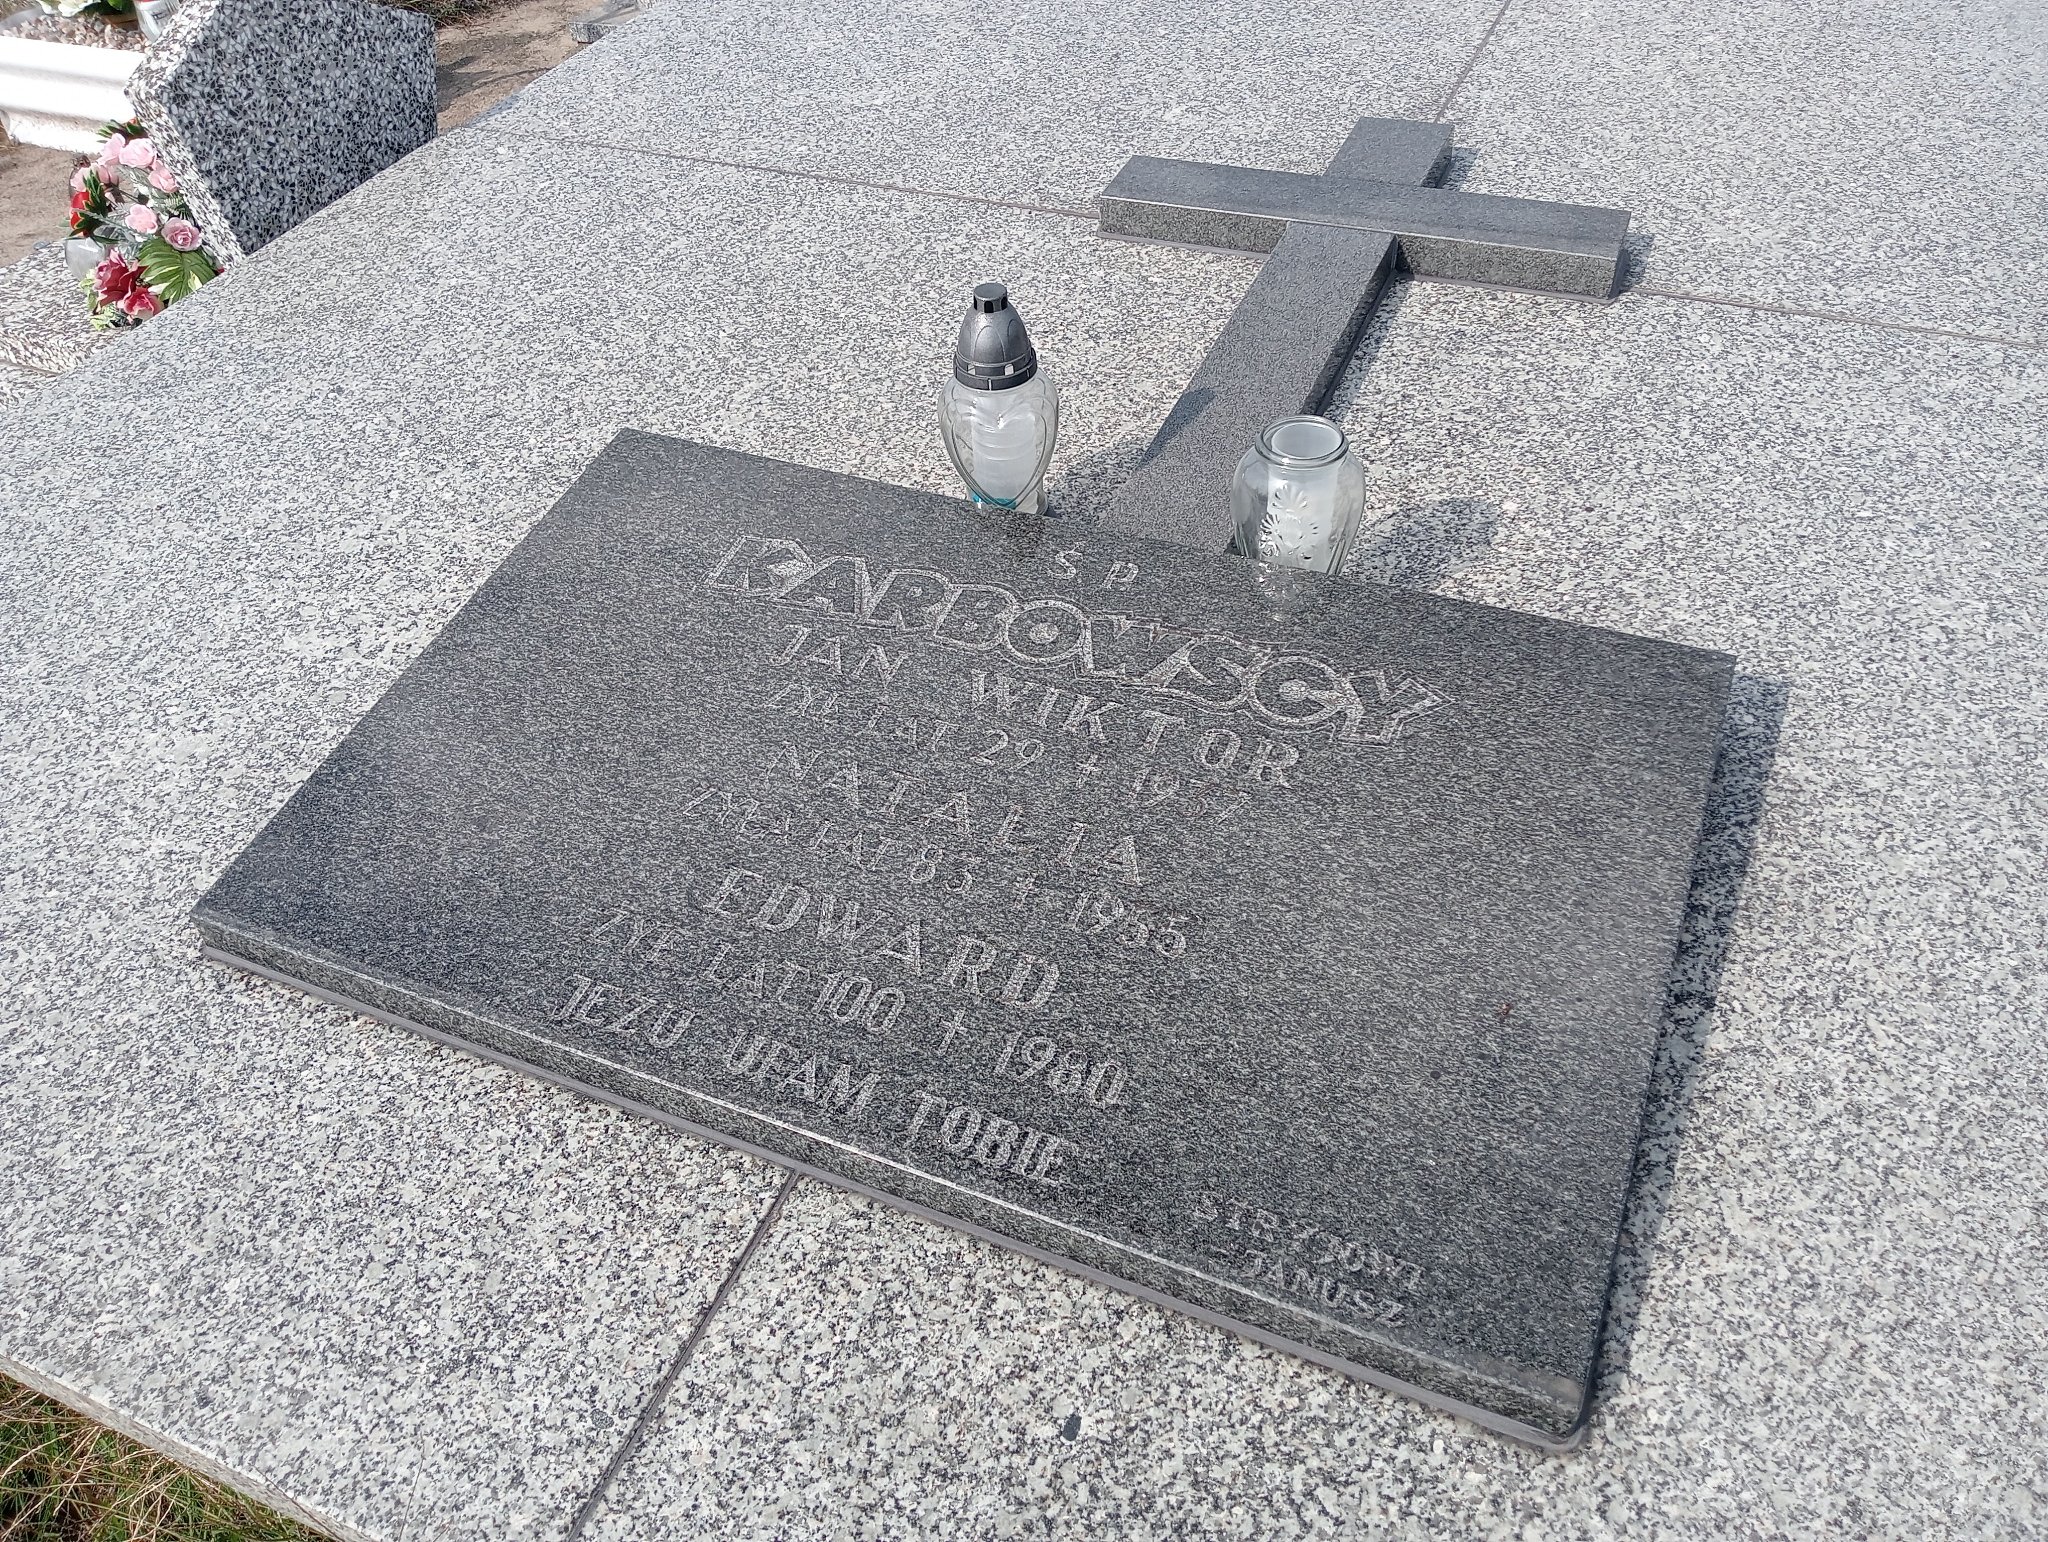 S P
KARBOWSCY
JAN WIKTOR
ŻYŁ LAT 29 † 1937
NATALIA
ŻYŁA LAT 83 † 1955
EDWARD
ŻYŁ LAT 100 † 1980
JEZU UFAM TOBIE
JANUSZ